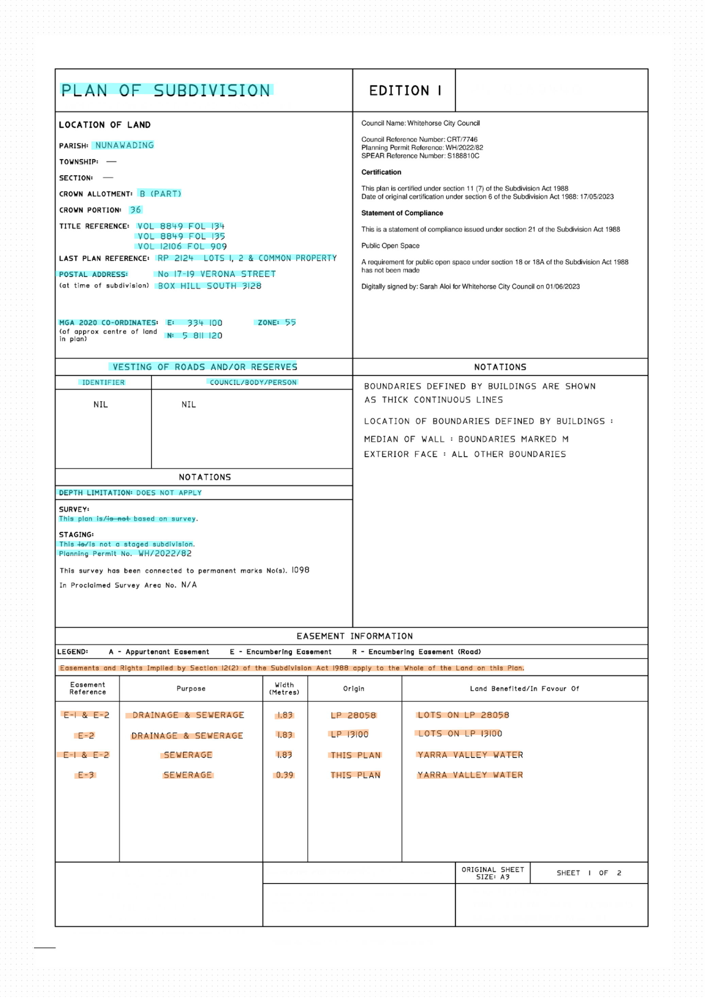 PLAN OF SUBDIVISION
EDITION 1
LOCATION OF LAND
PARISH: NUNAWADING
TOWNSHIP: —
SECTION: —
CROWN ALLOTMENT: B (PART)
CROWN PORTION: 36
TITLE REFERENCE: VOL 8849 FOL 134
VOL 8849 FOL 135
VOL 12106 FOL 909
LAST PLAN REFERENCE: RP 2124 LOTS 1, 2 & COMMON PROPERTY
POSTAL ADDRESS: No 17-19 VERONA STREET
(at time of subdivision) BOX HILL SOUTH 3128
MGA 2020 CO-ORDINATES: E: 334 100 ZONE: 55
(of approx centre of land
in plan) N: 5 811 120
Council Name: Whitehorse City Council
Council Reference Number: CRT/7746
Planning Permit Reference: WH/2022/82
SPEAR Reference Number: S188810C
Certification
This plan is certified under section 11 (7) of the Subdivision Act 1988
Date of original certification under section 6 of the Subdivision Act 1988: 17/05/2023
Statement of Compliance
This is a statement of compliance issued under section 21 of the Subdivision Act 1988
Public Open Space
A requirement for public open space under section 18 or 18A of the Subdivision Act 1988
has not been made
Digitally signed by: Sarah Aloi for Whitehorse City Council on 01/06/2023
VESTING OF ROADS AND/OR RESERVES
IDENTIFIER COUNCIL/BODY/PERSON
NIL NIL
NOTATIONS
DEPTH LIMITATION: DOES NOT APPLY
SURVEY:
This plan is/is not based on survey.
STAGING:
This is/is not a staged subdivision.
Planning Permit No. WH/2022/82
This survey has been connected to permanent marks No(s). 1098
In Proclaimed Survey Area No. N/A
NOTATIONS
BOUNDARIES DEFINED BY BUILDINGS ARE SHOWN
AS THICK CONTINUOUS LINES
LOCATION OF BOUNDARIES DEFINED BY BUILDINGS :
MEDIAN OF WALL : BOUNDARIES MARKED M
EXTERIOR FACE : ALL OTHER BOUNDARIES
EASEMENT INFORMATION
LEGEND: A - Appurtenant Easement E - Encumbering Easement R - Encumbering Easement (Road)
Easements and Rights Implied by Section 12(2) of the Subdivision Act 1988 apply to the Whole of the Land on this Plan.
Easement Reference Purpose Width (Metres) Origin Land Benefited/In Favour Of
E-1 & E-2 DRAINAGE & SEWERAGE 1.83 LP 28058 LOTS ON LP 28058
E-2 DRAINAGE & SEWERAGE 1.83 LP 13100 LOTS ON LP 13100
E-1 & E-2 SEWERAGE 1.83 THIS PLAN YARRA VALLEY WATER
E-3 SEWERAGE 0.39 THIS PLAN YARRA VALLEY WATER
ORIGINAL SHEET
SIZE: A3
SHEET 1 OF 2